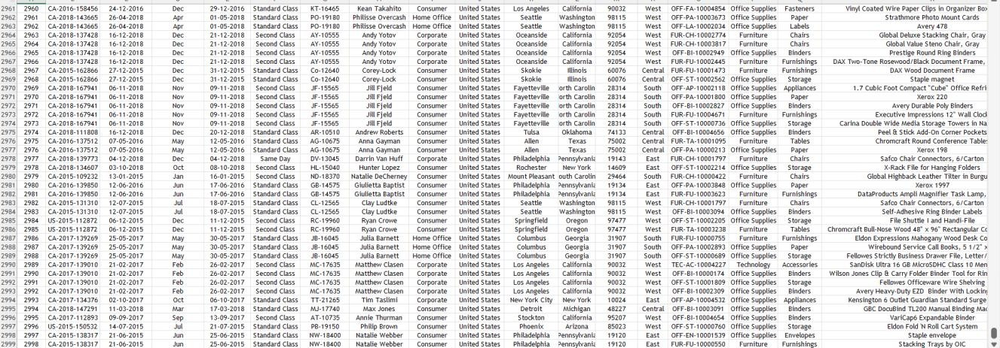 2961 2960 CA-2016-158456 24-12-2016 Dec 29-12-2016 Standard Class KT-16465 Kean Takahito Consumer United States Los Angeles California 90032 West OFF-FA-10004854 Office Supplies Fasteners Vinyl Coated Wire Paper Clips in Organizer Box
2962 2961 CA-2018-143665 26-04-2018 Apr 01-05-2018 Standard Class PO-19180 Philisse Overcash Home Office United States Seattle Washington 98115 West OFF-PA-10003673 Office Supplies Paper Strathmore Photo Mount Cards
2963 2962 CA-2018-143665 26-04-2018 Apr 01-05-2018 Standard Class PO-19180 Philisse Overcash Home Office United States Seattle Washington 98115 West OFF-LA-10002034 Office Supplies Labels Avery 478
2964 2963 CA-2018-137428 16-12-2018 Dec 21-12-2018 Second Class AY-10555 Andy Yotov Corporate United States Oceanside California 92054 West FUR-CH-10002774 Furniture Chairs Global Deluxe Stacking Chair, Gray
2965 2964 CA-2018-137428 16-12-2018 Dec 21-12-2018 Second Class AY-10555 Andy Yotov Corporate United States Oceanside California 92054 West FUR-CH-10003817 Furniture Chairs Global Value Steno Chair, Gray
2966 2965 CA-2018-137428 16-12-2018 Dec 21-12-2018 Second Class AY-10555 Andy Yotov Corporate United States Oceanside California 92054 West OFF-BI-10002949 Office Supplies Binders Prestige Round Ring Binders
2967 2966 CA-2018-137428 16-12-2018 Dec 21-12-2018 Second Class AY-10555 Andy Yotov Corporate United States Oceanside California 92054 West FUR-FU-10002445 Furniture Furnishings DAX Two-Tone Rosewood/Black Document Frame,
2968 2967 CA-2015-162866 27-12-2015 Dec 31-12-2015 Standard Class Co-12640 Corey-Lock Consumer United States Skokie Illinois 60076 Central FUR-FU-10001473 Furniture Furnishings DAX Wood Document Frame
2969 2968 CA-2015-162866 27-12-2015 Dec 31-12-2015 Standard Class Co-12640 Corey-Lock Consumer United States Skokie Illinois 60076 Central OFF-ST-10002562 Office Supplies Storage Staple magnet
2970 2969 CA-2018-167941 06-11-2018 Nov 09-11-2018 Second Class JF-15565 Jill Fjeld Consumer United States Fayetteville orth Carolin 28314 South OFF-AP-10002118 Office Supplies Appliances 1.7 Cubic Foot Compact "Cube" Office Refri
2971 2970 CA-2018-167941 06-11-2018 Nov 09-11-2018 Second Class JF-15565 Jill Fjeld Consumer United States Fayetteville orth Carolin 28314 South OFF-PA-10001800 Office Supplies Paper Xerox 220
2972 2971 CA-2018-167941 06-11-2018 Nov 09-11-2018 Second Class JF-15565 Jill Fjeld Consumer United States Fayetteville orth Carolin 28314 South OFF-BI-10002827 Office Supplies Binders Avery Durable Poly Binders
2973 2972 CA-2018-167941 06-11-2018 Nov 09-11-2018 Second Class JF-15565 Jill Fjeld Consumer United States Fayetteville orth Carolin 28314 South FUR-FU-10004671 Furniture Furnishings Executive Impressions 12" Wall Clock
2974 2973 CA-2018-167941 06-11-2018 Nov 09-11-2018 Second Class JF-15565 Jill Fjeld Consumer United States Fayetteville orth Carolin 28314 South OFF-ST-10000736 Office Supplies Storage Carina Double Wide Media Storage Towers in Na
2975 2974 CA-2018-111808 16-12-2018 Dec 20-12-2018 Standard Class AR-10510 Andrew Roberts Consumer United States Tulsa Oklahoma 74133 Central OFF-BI-10004656 Office Supplies Binders Peel & Stick Add-On Corner Pockets
2976 2975 CA-2016-137512 07-05-2016 May 12-05-2016 Standard Class AG-10675 Anna Gayman Consumer United States Allen Texas 75002 Central FUR-TA-10001095 Furniture Tables Chromcraft Round Conference Tables
2977 2976 CA-2016-137512 07-05-2016 May 12-05-2016 Standard Class AG-10675 Anna Gayman Consumer United States Allen Texas 75002 Central OFF-PA-10000213 Office Supplies Paper Xerox 198
2978 2977 CA-2018-139773 04-12-2018 Dec 04-12-2018 Same Day DV-13045 Darrin Van Huff Corporate United States Philadelphia Pennsylvania 19143 East FUR-CH-10001797 Furniture Chairs Safco Chair Connectors, 6/Carton
2979 2978 CA-2018-134607 03-10-2018 Oct 08-10-2018 Second Class HL-15040 Hunter Lopez Consumer United States Rochester New York 14609 East OFF-ST-10002214 Office Supplies Storage X-Rack File for Hanging Folders
2980 2979 CA-2015-109232 13-01-2015 Jan 16-01-2015 Second Class ND-18370 Natalie DeCherney Consumer United States Mount Pleasant outh Carolin 29464 South FUR-CH-10000422 Furniture Chairs Global Highback Leather Tilter in Burgu
2981 2980 CA-2016-139850 12-06-2016 Jun 17-06-2016 Standard Class GB-14575 Giulietta Baptist Consumer United States Philadelphia Pennsylvania 19134 East OFF-PA-10003848 Office Supplies Paper Xerox 1997
2982 2981 CA-2016-139850 12-06-2016 Jun 17-06-2016 Standard Class GB-14575 Giulietta Baptist Consumer United States Philadelphia Pennsylvania 19134 East FUR-FU-10003623 Furniture Furnishings DataProducts Ampli Magnifier Task Lamp,
2983 2982 CA-2015-131310 12-07-2015 Jul 18-07-2015 Standard Class CL-12565 Clay Ludtke Consumer United States Seattle Washington 98115 West FUR-CH-10001797 Furniture Chairs Safco Chair Connectors, 6/Carton
2984 2983 CA-2015-131310 12-07-2015 Jul 18-07-2015 Standard Class CL-12565 Clay Ludtke Consumer United States Seattle Washington 98115 West OFF-BI-10003091 Office Supplies Binders Self-Adhesive Ring Binder Labels
2985 2984 US-2015-112872 06-12-2015 Dec 11-12-2015 Second Class RC-19960 Ryan Crowe Consumer United States Springfield Oregon 97477 West OFF-ST-10002205 Office Supplies Storage File Shuttle I and Handi-File
2986 2985 US-2015-112872 06-12-2015 Dec 11-12-2015 Second Class RC-19960 Ryan Crowe Consumer United States Springfield Oregon 97477 West FUR-TA-10003238 Furniture Tables Chromcraft Bull-Nose Wood 48" x 96" Rectangular Co
2987 2986 CA-2017-139269 25-05-2017 May 30-05-2017 Standard Class JB-16045 Julia Barnett Home Office United States Columbus Georgia 31907 South FUR-FU-10000755 Furniture Furnishings Eldon Expressions Mahogany Wood Desk Co
2988 2987 CA-2017-139269 25-05-2017 May 30-05-2017 Standard Class JB-16045 Julia Barnett Home Office United States Columbus Georgia 31907 South OFF-PA-10002893 Office Supplies Paper Wirebound Service Call Books, 5 1/2" x
2989 2988 CA-2017-139269 25-05-2017 May 30-05-2017 Standard Class JB-16045 Julia Barnett Home Office United States Columbus Georgia 31907 South OFF-ST-10000689 Office Supplies Storage Fellowes Strictly Business Drawer File, Letter/
2990 2989 CA-2017-139010 21-02-2017 Feb 26-02-2017 Second Class MC-17635 Matthew Clasen Corporate United States Los Angeles California 90032 West TEC-AC-10004227 Technology Accessories SanDisk Ultra 16 GB MicroSDHC Class 10 Mem
2991 2990 CA-2017-139010 21-02-2017 Feb 26-02-2017 Second Class MC-17635 Matthew Clasen Corporate United States Los Angeles California 90032 West OFF-BI-10000174 Office Supplies Binders Wilson Jones Clip & Carry Folder Binder Tool for Ring
2992 2991 CA-2017-139010 21-02-2017 Feb 26-02-2017 Second Class MC-17635 Matthew Clasen Corporate United States Los Angeles California 90032 West OFF-ST-10001809 Office Supplies Storage Fellowes Officeware Wire Shelving
2993 2992 CA-2017-139010 21-02-2017 Feb 26-02-2017 Second Class MC-17635 Matthew Clasen Corporate United States Los Angeles California 90032 West OFF-BI-10002309 Office Supplies Binders Avery Heavy-Duty EZD Binder With Locking
2994 2993 CA-2017-134376 02-10-2017 Oct 06-10-2017 Standard Class TT-21265 Tim Taslimi Corporate United States New York City New York 10024 East OFF-AP-10004532 Office Supplies Appliances Kensington 6 Outlet Guardian Standard Surge
2995 2994 CA-2018-147291 11-03-2018 Mar 17-03-2018 Standard Class MJ-17740 Max Jones Consumer United States Detroit Michigan 48227 Central OFF-BI-10003091 Office Supplies Binders GBC DocuBind TL200 Manual Binding Mac
2996 2995 CA-2017-112893 09-09-2017 Sep 13-09-2017 Second Class AT-10735 Annie Thurman Consumer United States Stockton California 95207 West OFF-BI-10004654 Office Supplies Binders VariCap6 Expandable Binder
2997 2996 US-2015-150532 14-07-2015 Jul 21-07-2015 Standard Class PB-19150 Philip Brown Consumer United States Phoenix Arizona 85023 West OFF-ST-10000760 Office Supplies Storage Eldon Fold 'N Roll Cart System
2998 2997 CA-2015-138317 21-06-2015 Jun 25-06-2015 Standard Class NW-18400 Natalie Webber Consumer United States Philadelphia Pennsylvania 19120 East OFF-EN-10001539 Office Supplies Envelopes Staple envelope
2999 2998 CA-2015-138317 21-06-2015 Jun 25-06-2015 Standard Class NW-18400 Natalie Webber Consumer United States Philadelphia Pennsylvania 19120 East FUR-FU-10000550 Furniture Furnishings Stacking Trays by OIC